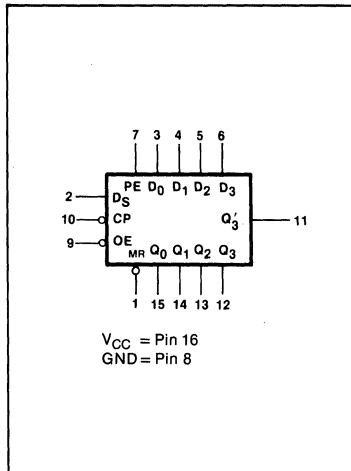 7 3 4 5 6
PE D0 D1 D2 D3
2 DS
10 CP Q3' 11
9 OE
MR Q0 Q1 Q2 Q3
1 15 14 13 12
VCC = Pin 16
GND = Pin 8